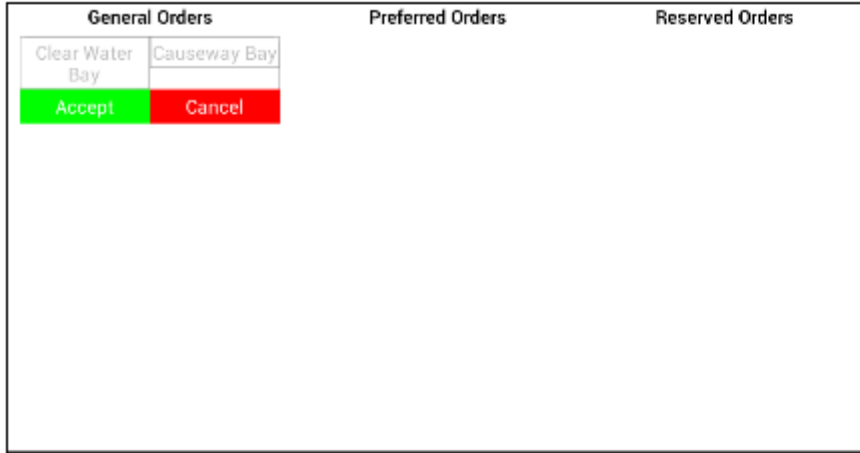 General Orders Preferred Orders Reserved Orders
Clear Water Causeway Bay
Bay
Accept Cancel